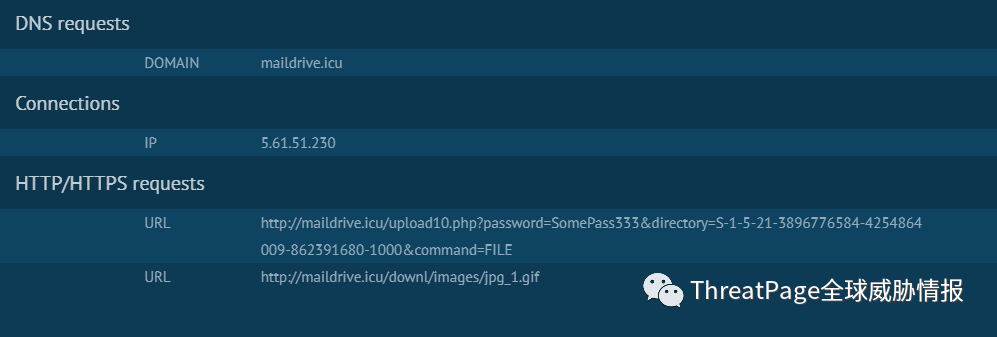 DNS requests
DOMAIN maildrive.icu
Connections
IP 5.61.51.230
HTTP/HTTPS requests
URL http://maildrive.icu/upload10.php?password=SomePass333&directory=S-1-5-21-3896776584-4254864
009-862391680-1000&command=FILE
URL http://maildrive.icu/downl/images/jpg_1.gif
ThreatPage全球威胁情报